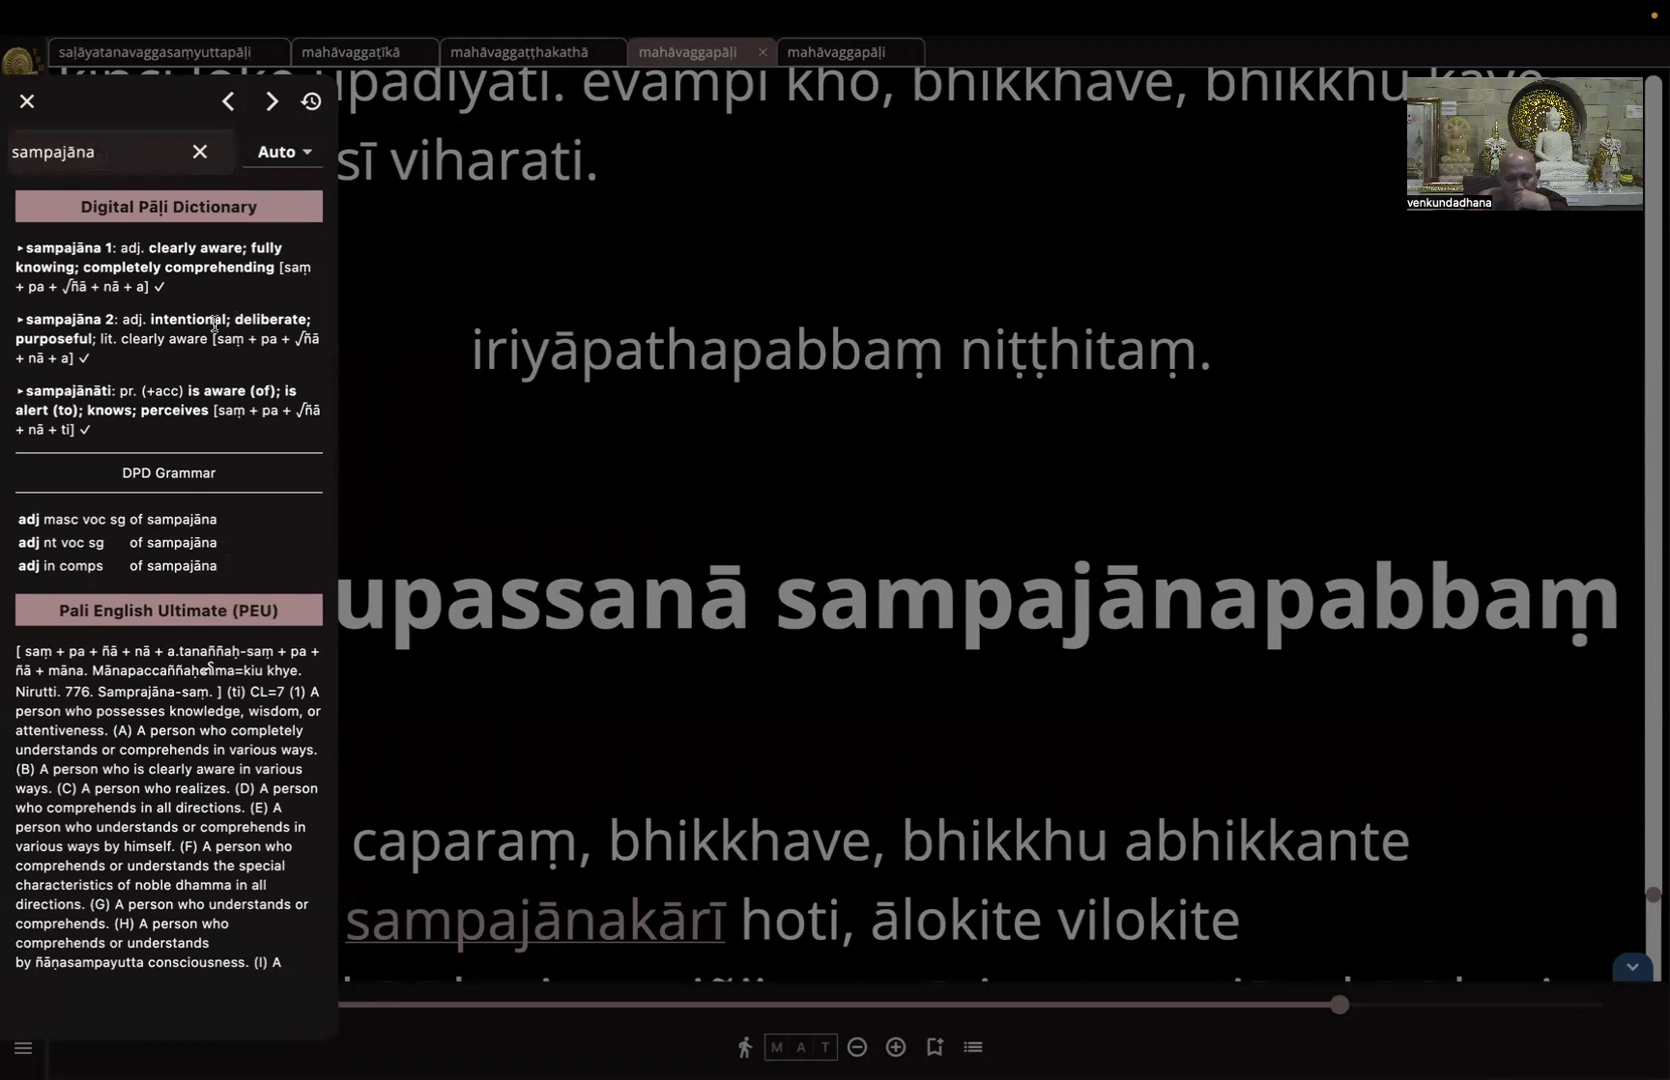 saḷāyatanavaggasaṃyuttapāḷi
mahāvaggaṭīkā
mahāvaggaṭṭhakathā
mahāvaggapāḷi
mahāvaggapāḷi
upādiyati. evampi kho, bhikkhave, bhikkhu
sī viharati.
venkundadhana
iriyāpathapabbaṃ niṭṭhitaṃ.
upassanā sampajānapabbaṃ
caparaṃ, bhikkhave, bhikkhu abhikkante
sampajānakārī hoti, ālokite vilokite
sampajāna
Auto
Digital Pāḷi Dictionary
▸sampajāna 1: adj. clearly aware; fully
knowing; completely comprehending [saṃ
+ pa + √ñā + nā + a] ✓
▸sampajāna 2: adj. intentional; deliberate;
purposeful; lit. clearly aware [saṃ + pa + √ñā
+ nā + a] ✓
▸sampajānāti: pr. (+acc) is aware (of); is
alert (to); knows; perceives [saṃ + pa + √ñā
+ nā + ti] ✓
DPD Grammar
adj masc voc sg of sampajāna
adj nt voc sg of sampajāna
adj in comps of sampajāna
Pali English Ultimate (PEU)
[ saṃ + pa + ñā + nā + a.tanaññaḥ-saṃ + pa +
ñā + māna. =kiu khye.
Nirutti. 776. Samprajāna-saṃ. ] (ti) CL=7 (1) A
person who possesses knowledge, wisdom, or
attentiveness. (A) A person who completely
understands or comprehends in various ways.
(B) A person who is clearly aware in various
ways. (C) A person who realizes. (D) A person
who comprehends in all directions. (E) A
person who understands or comprehends in
various ways by himself. (F) A person who
comprehends or understands the special
characteristics of noble dhamma in all
directions. (G) A person who understands or
comprehends. (H) A person who
comprehends or understands
by ñāṇasampayutta consciousness. (I) A
M A T